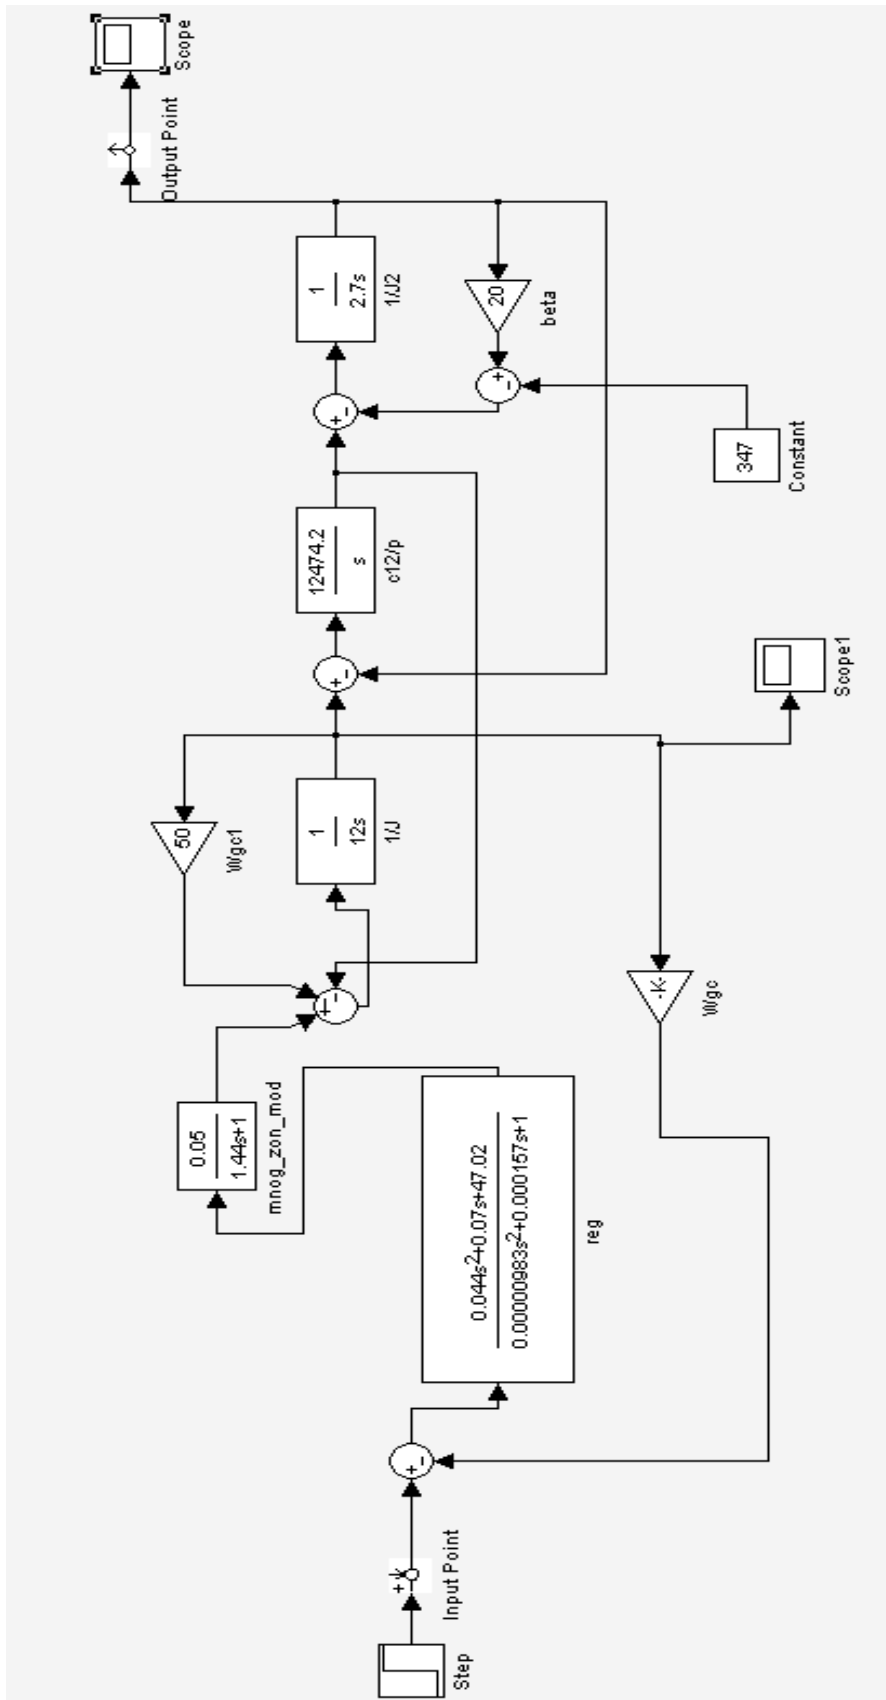 Step
+
Input Point
+
-
0.044s²+0.07s+47.02
0.00000983s²+0.000157s+1
reg
0.05
1.44s+1
mnog_zon_mod
+
+
-
50
Wgc1
1
12s
1/J
-K-
Wgc
Scope1
+
-
12474.2
s
c12/p
+
-
1
2.7s
1/J2
20
beta
+
-
347
Constant
Output Point
Scope